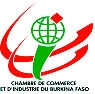 CHAMBRE DE COMMERCE
ET D'INDUSTRIE DU BURKINA FASO